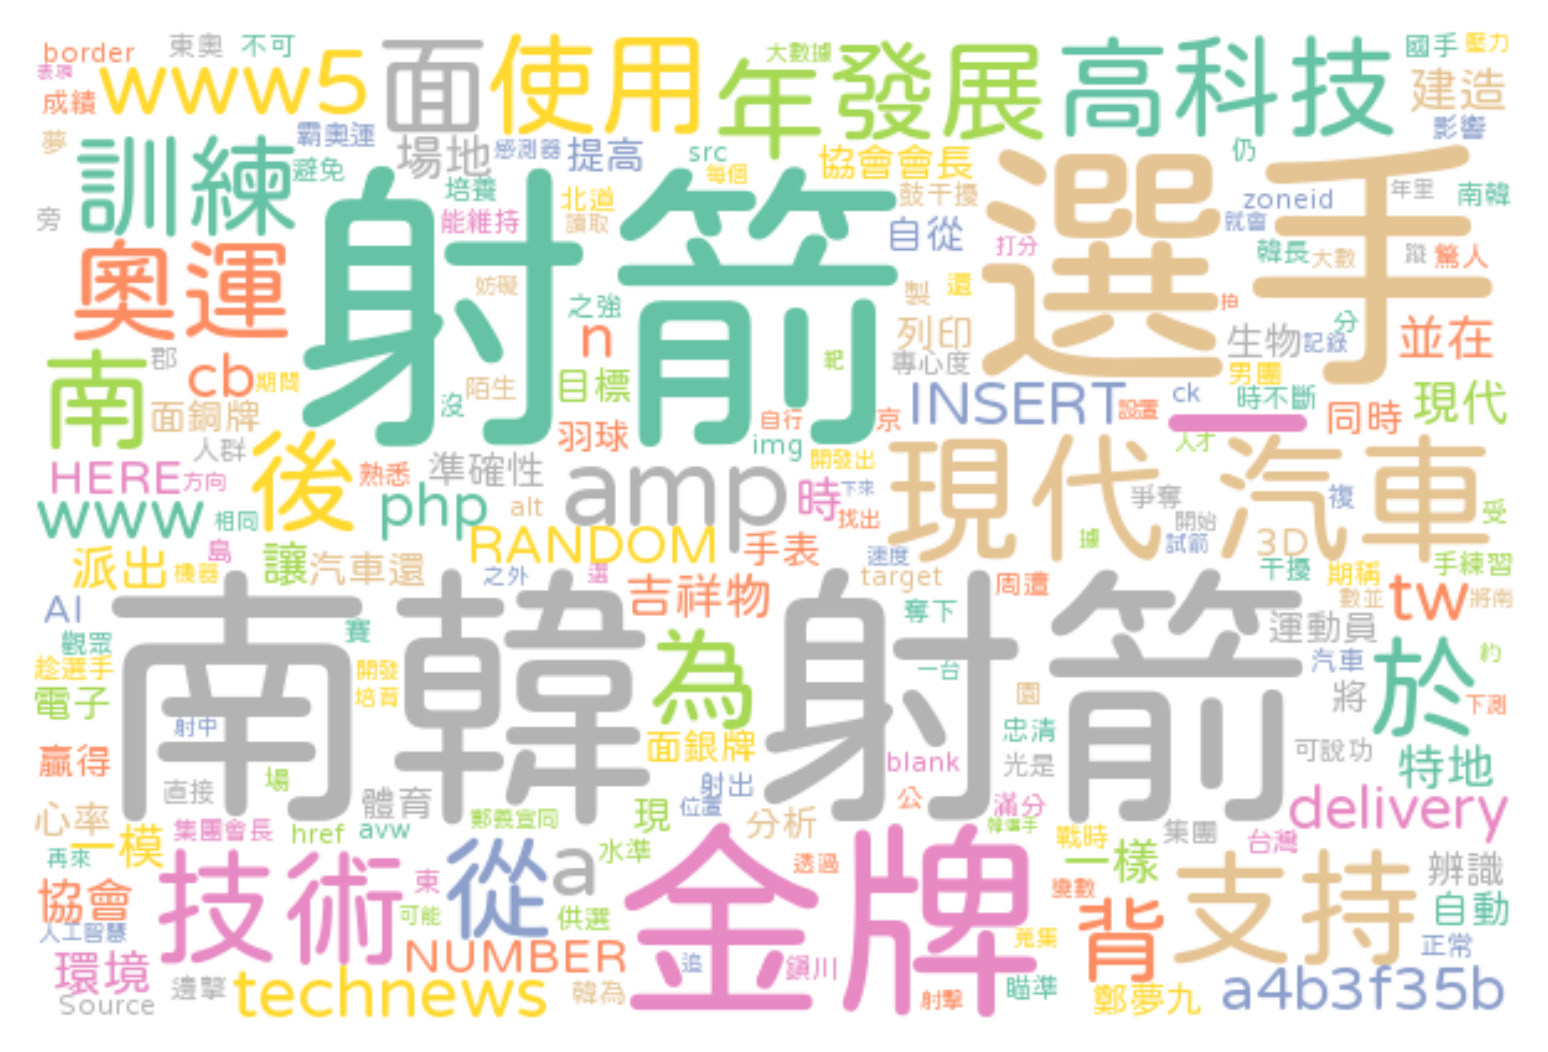 border 東奧 不可 大數據 國手 壓力
www5 面 使用 年 發展 高科技 建造
表現 成績 影響
夢 霸奧運 場地 感測器 提高 src 協會會長 仍
訓練 避免 射箭 選手 每個
培養 北道 鼓干擾 zoneid 年里 南韓
旁 能維持 讀取 自從 就會
奧運 打分 韓長 大數 蹤 驚人
妨礙 之強 製 還 拍
n 列印 分 生物 記錄 並在
南 郡 專心度 靶
cb 期間 陌生 目標 男團 ck 時不斷 現代
面銅牌 沒 自行 京 INSERT 設置 同時
人群 羽球 img 人才
HERE 方向 後 熟悉 準確性 amp 開發出 現代汽車
www 相同 php alt 時 下來 找出 爭奪 複 開始 受
島 RANDOM 手表 速度 據 試箭 3D
派出 機器 讓 汽車還 之外 選 target 周遭 干擾 期稱 手練習
AI 吉祥物 奪下 數並 tw 將南
觀眾 南韓 賽 為 射箭 運動員
趁選手 開發 一台 汽車 於 約
電子 培育 園 將 下測
射中 面銀牌 忠清
贏得 場 blank 光是 可說功 特地
直接 體育 射出 公 滿分 delivery
心率 集團會長 href avw 鄭義宣同 現 位置 分析 韓選手 戰時 集團 台灣
一模 再來 水準 透過 一樣
技術 東 從 a 金牌 變數 支持 辨識
協會 可能 供選 背 自動
人工智慧 NUMBER 追 蒐集 正常
環境 鎮川
Source 邊擊 technews 韓為 射擊 瞄準 鄭夢九 a4b3f35b